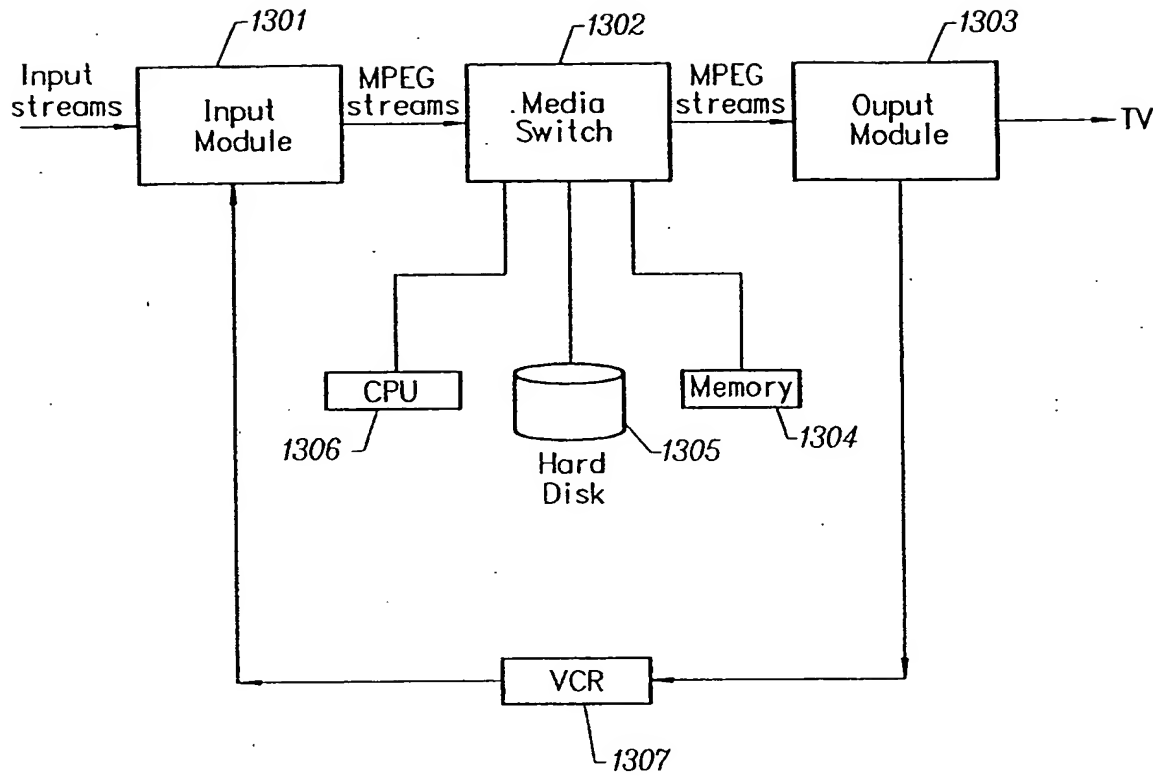 1301
1302
1303
Input
streams
Input
Module
MPEG
streams
Media
Switch
MPEG
streams
Ouput
Module
TV
CPU
1306
Hard
Disk
1305
Memory
1304
VCR
1307